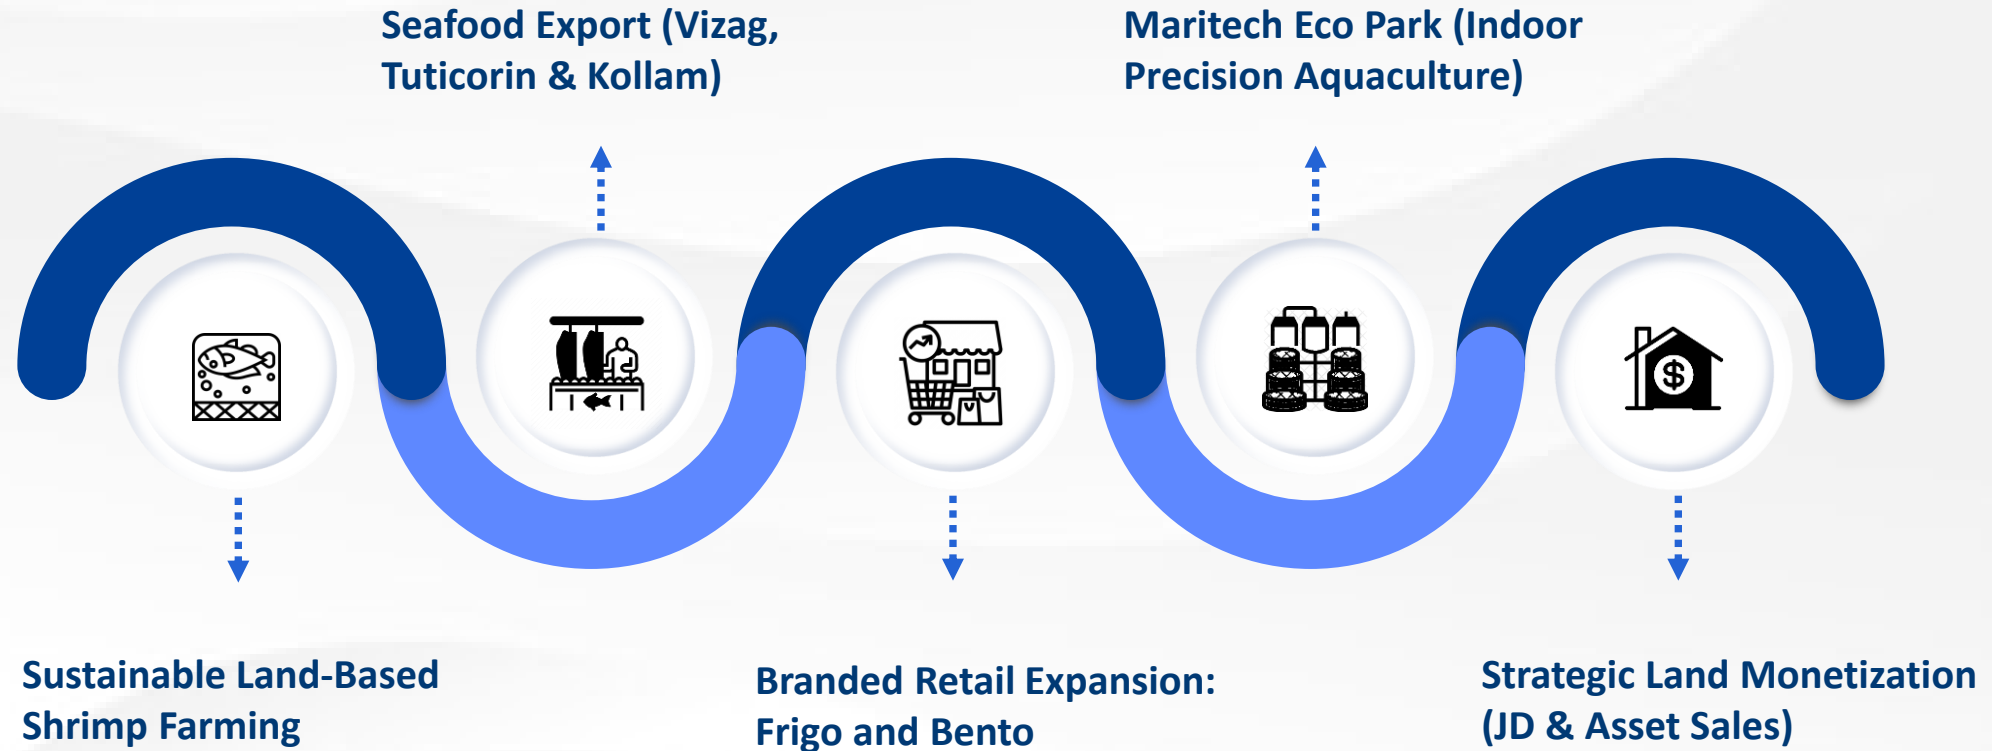 Seafood Export (Vizag,
Tuticorin & Kollam)
Maritech Eco Park (Indoor
Precision Aquaculture)
$
Sustainable Land-Based
Shrimp Farming
Branded Retail Expansion:
Frigo and Bento
Strategic Land Monetization
(JD & Asset Sales)